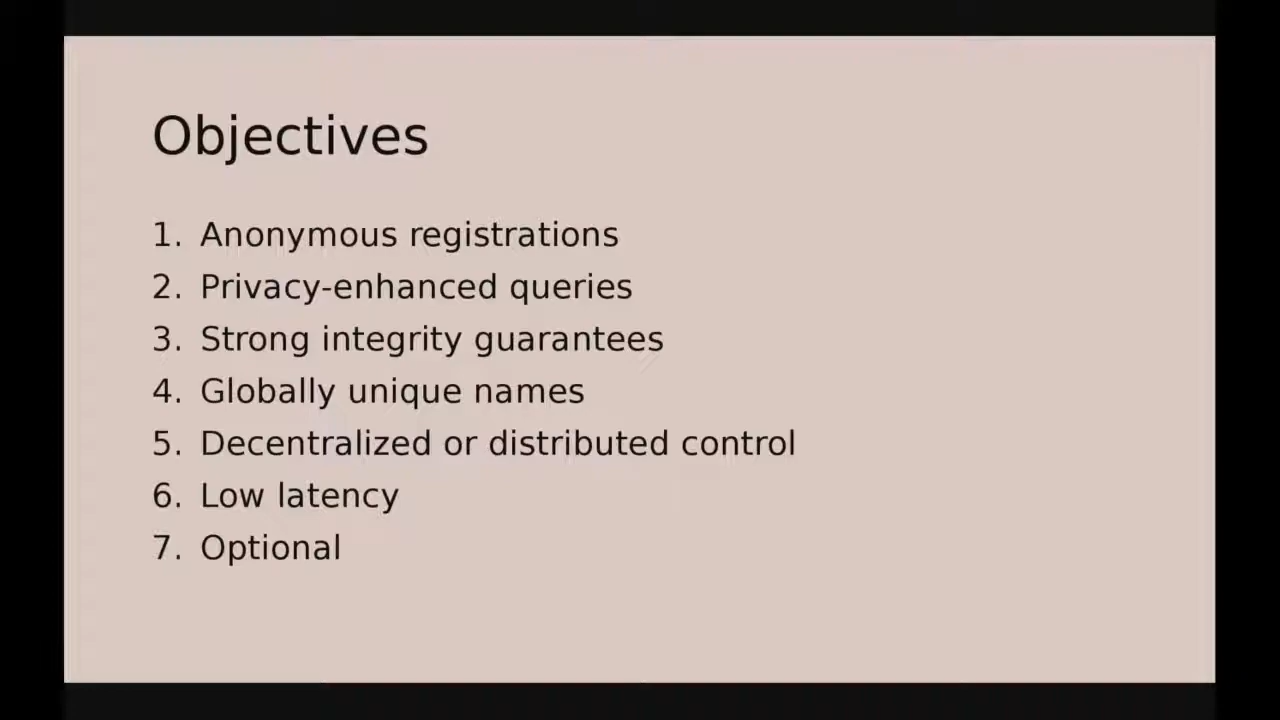 Objectives
1. Anonymous registrations
2. Privacy-enhanced queries
3. Strong integrity guarantees
4. Globally unique names
5. Decentralized or distributed control
6. Low latency
7. Optional